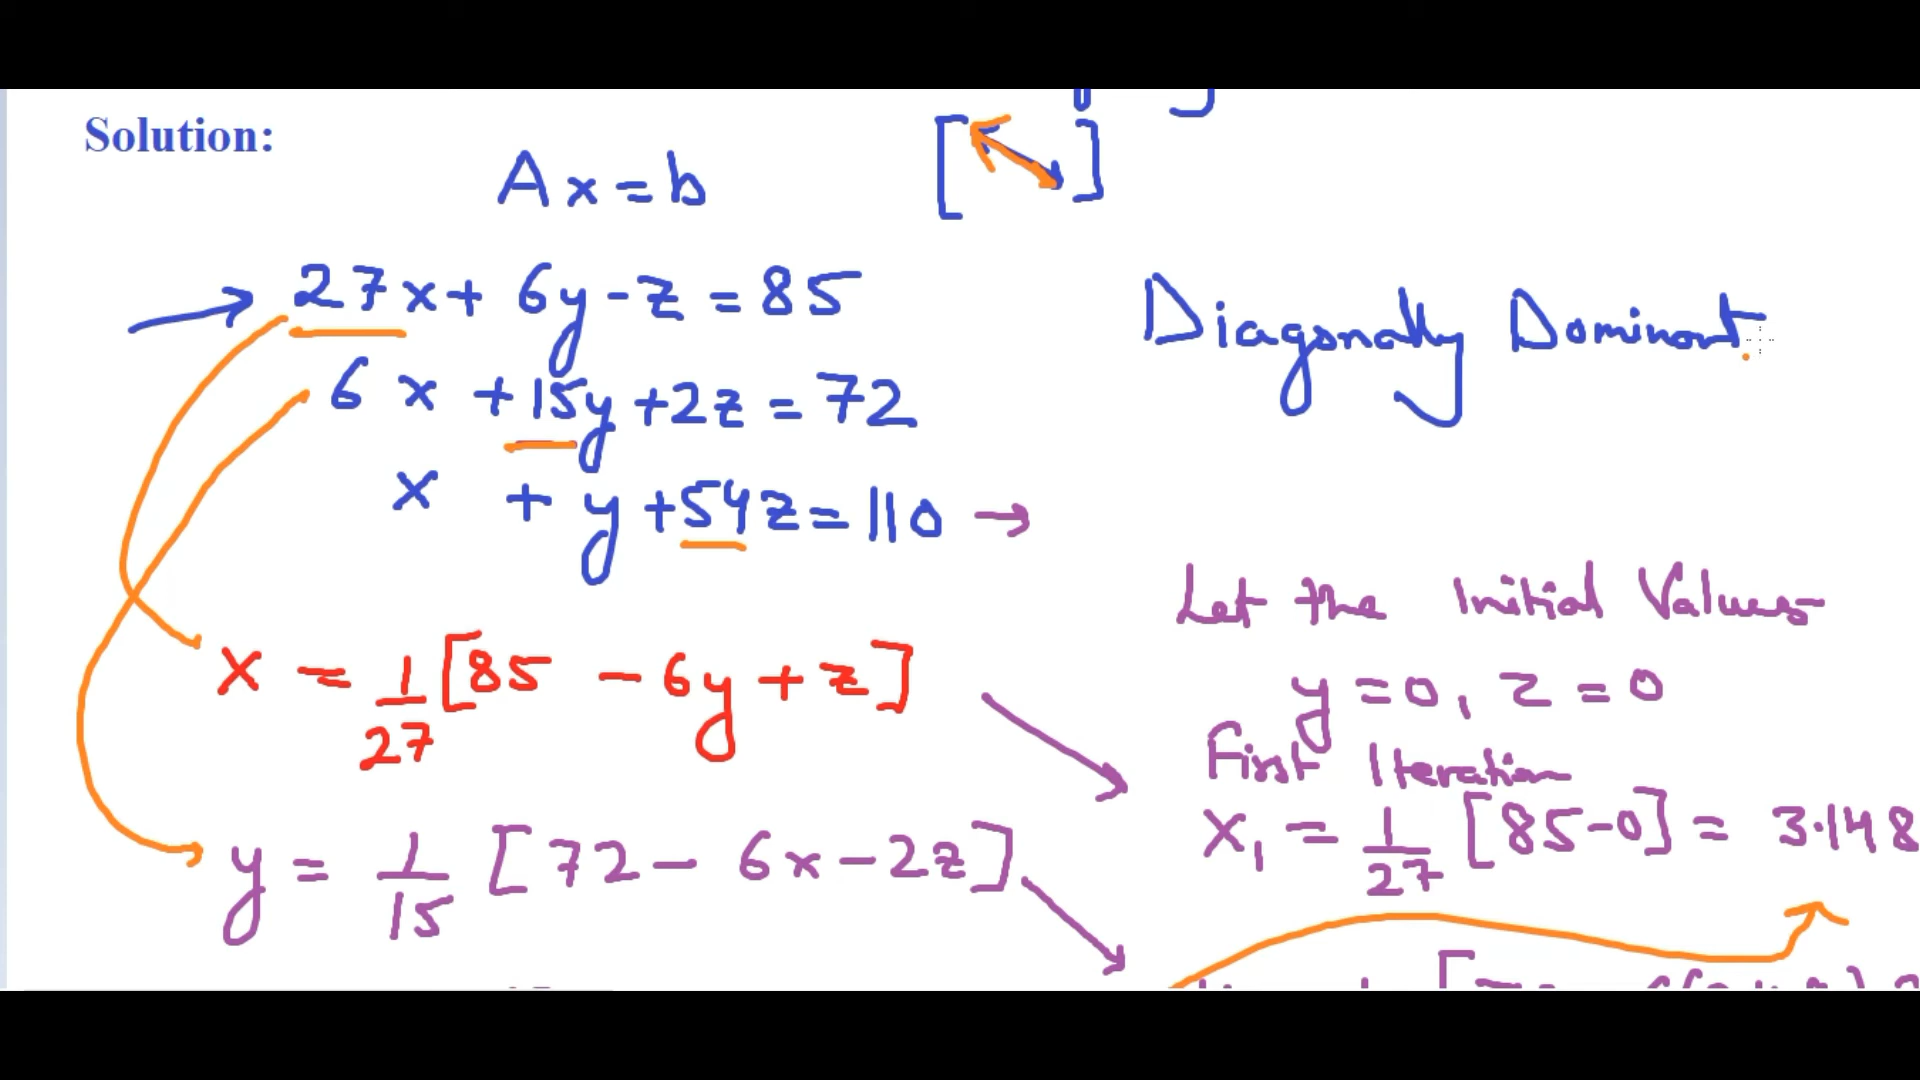 Solution:
Ax = b
27x + 6y - z = 85
Diagonally Dominant
6x + 15y + 2z = 72
x + y + 54z = 110 →
Let the Initial Values
y = 0, z = 0
x = 1/27 [85 - 6y + z]
First Iteration
x₁ = 1/27 [85-0] = 3.148
y = 1/15 [72 - 6x - 2z]